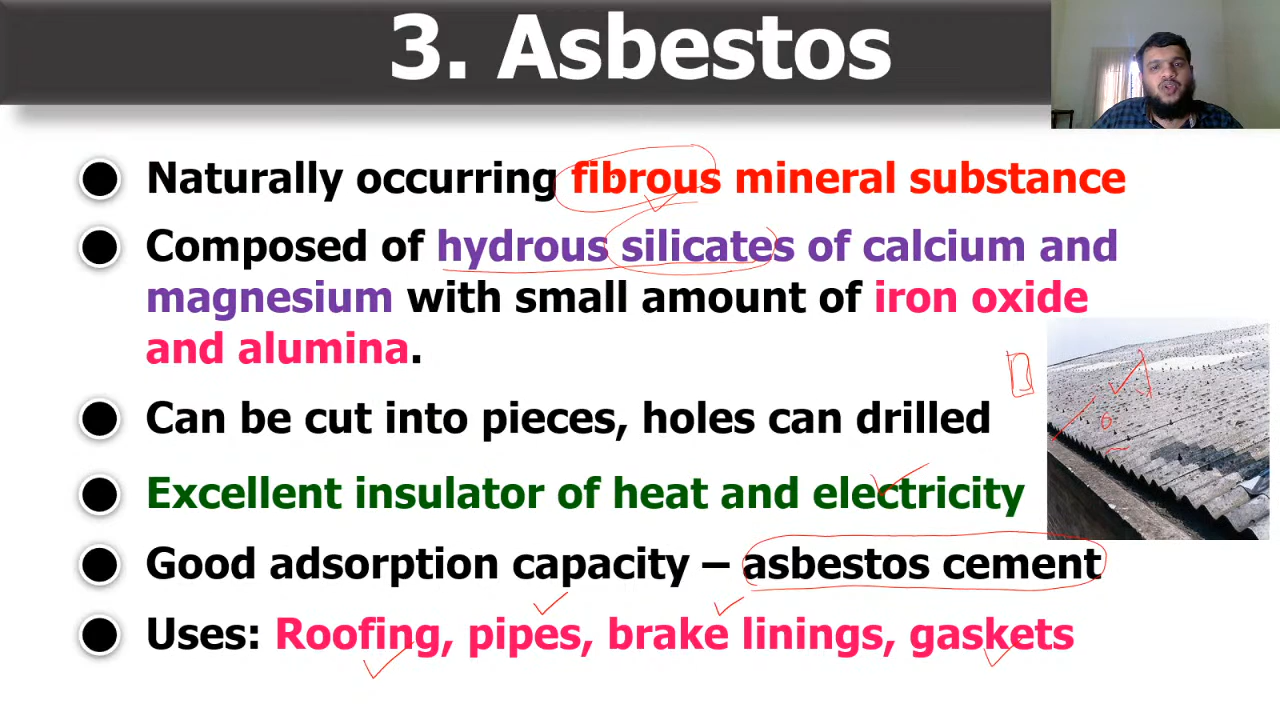 3. Asbestos
Naturally occurring fibrous mineral substance
Composed of hydrous silicates of calcium and
magnesium with small amount of iron oxide
and alumina.
Can be cut into pieces, holes can drilled
Excellent insulator of heat and electricity
Good adsorption capacity – asbestos cement
Uses: Roofing, pipes, brake linings, gaskets